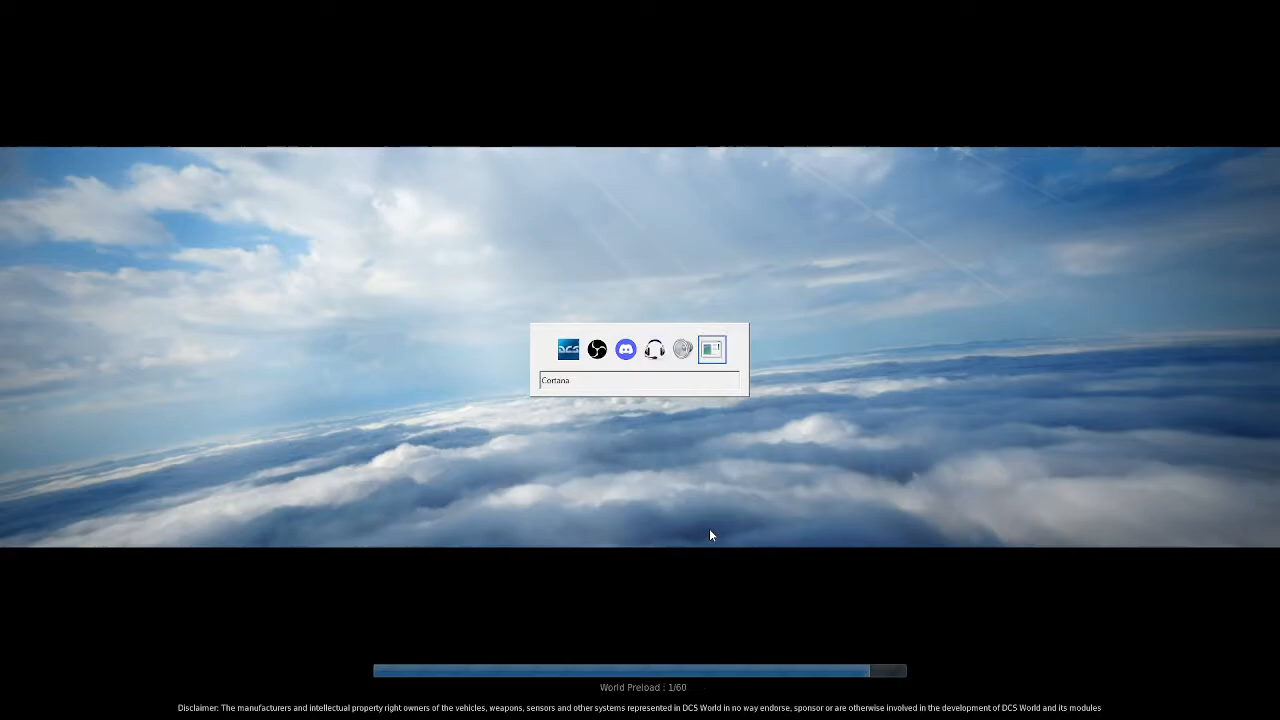 DCS
Cortana
World Preload : 1/60
Disclaimer: The manufacturers and intellectual property right owners of the vehicles, weapons, sensors and other systems represented in DCS World in no way endorse, sponsor or are otherwise involved in the development of DCS World and its modules